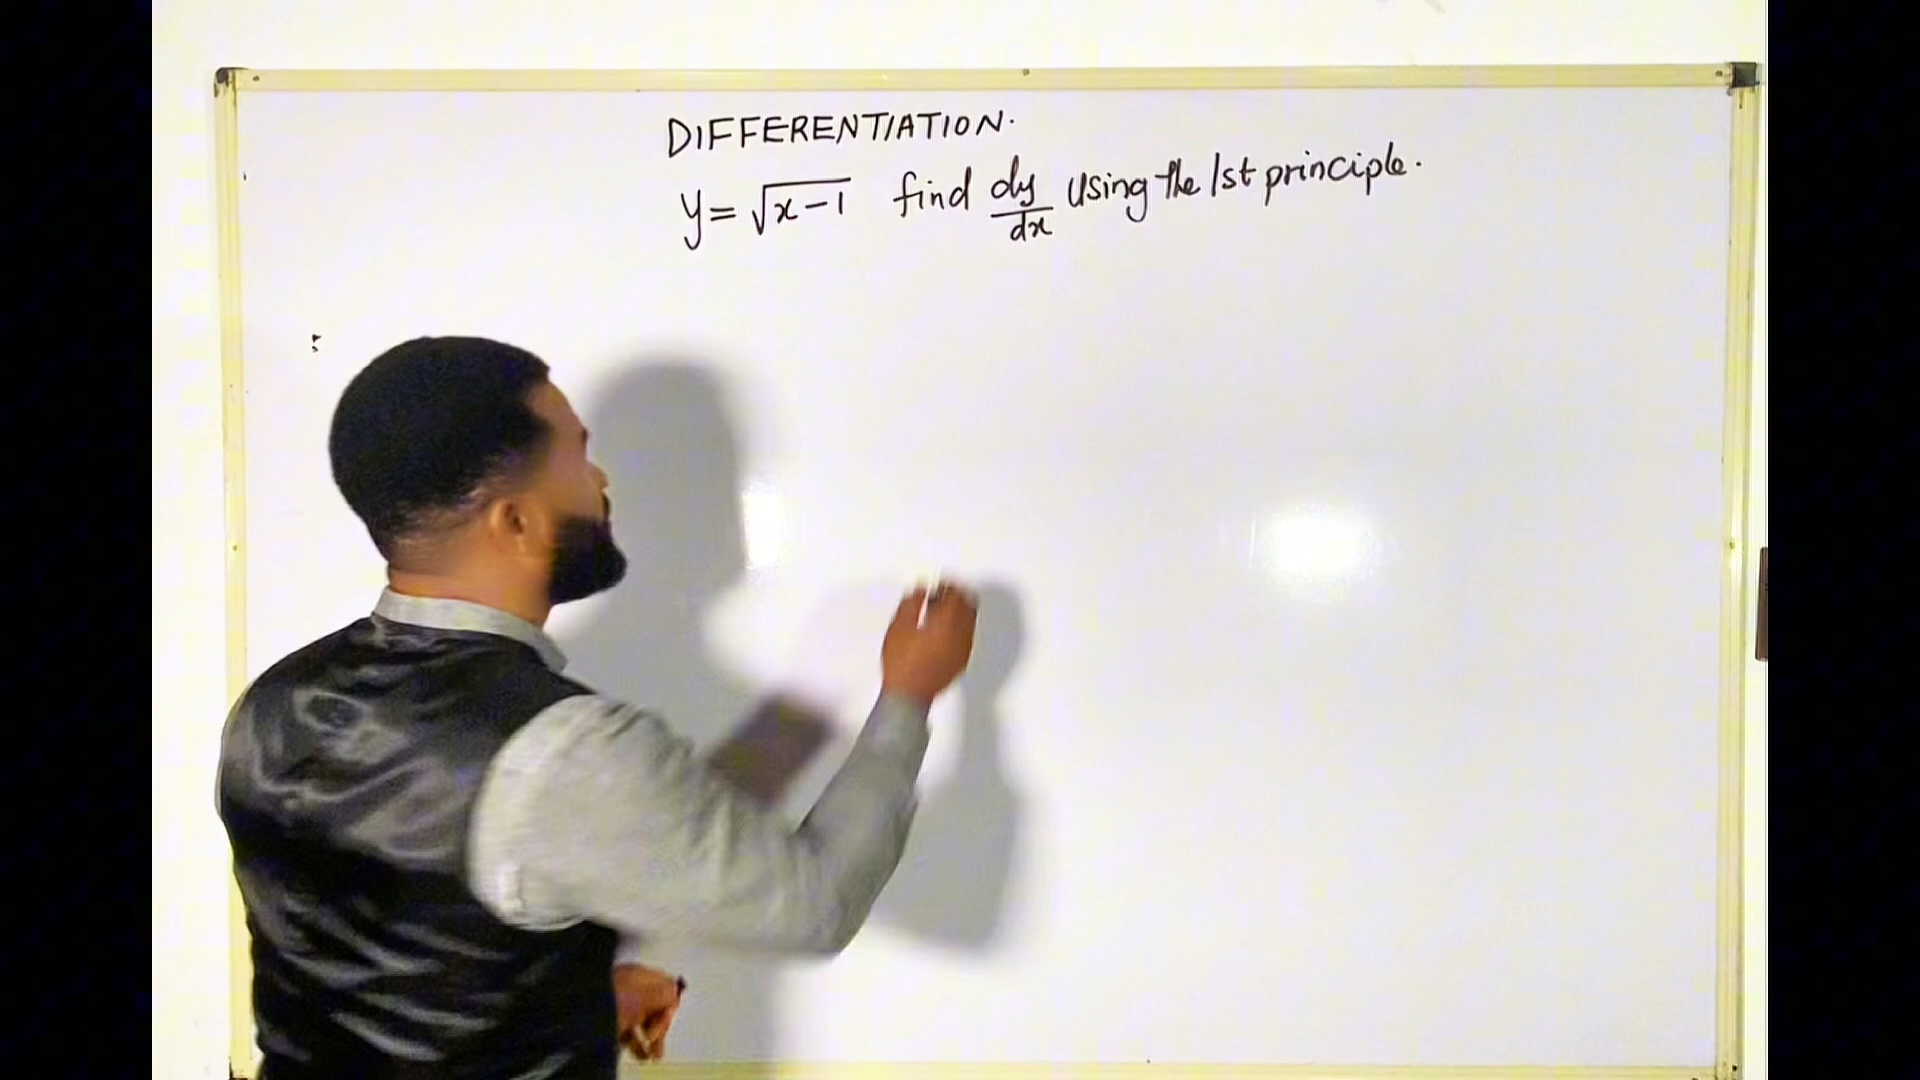 DIFFERENTIATION.
y = √x-1 find dy/dx using the 1st principle.